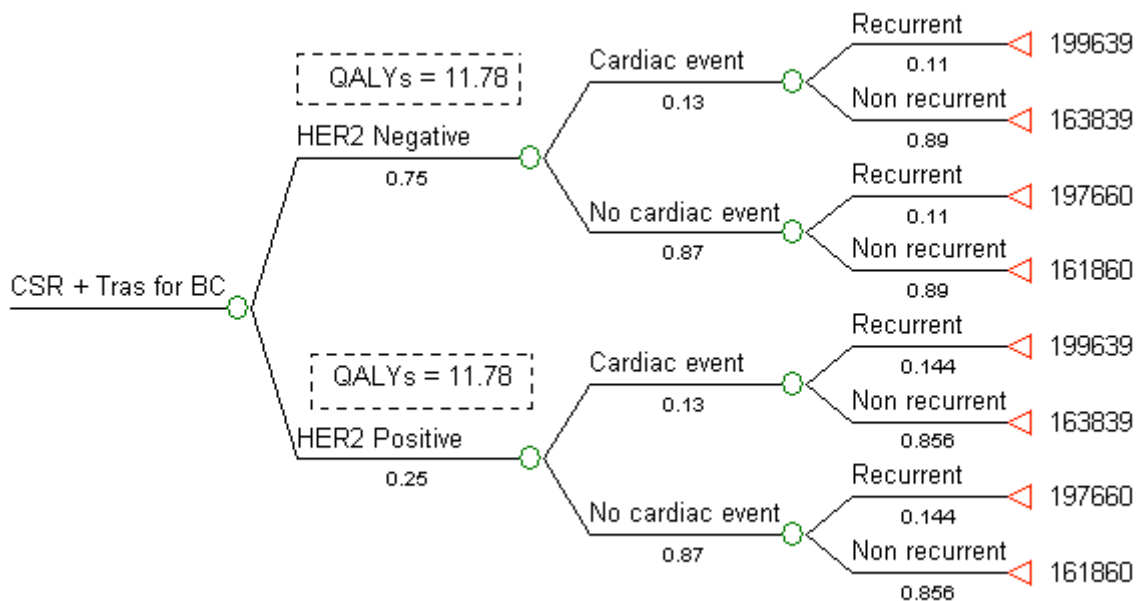 Recurrent
199639
0.11
Cardiac event
QALYs = 11.78
0.13
Non recurrent
163839
0.89
HER2 Negative
0.75
Recurrent
197660
0.11
No cardiac event
0.87
Non recurrent
161860
0.89
CSR + Tras for BC
Recurrent
199639
0.144
Cardiac event
QALYs = 11.78
0.13
Non recurrent
163839
0.856
HER2 Positive
0.25
Recurrent
197660
0.144
No cardiac event
0.87
Non recurrent
161860
0.856